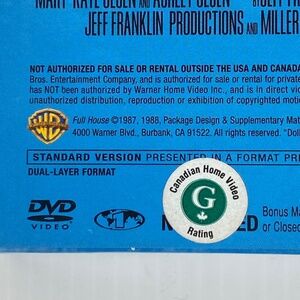 MARY-KATE OLSEN AND ASHLEY OLSEN
JEFF FRANKLIN PRODUCTIONS AND MILLER
NOT AUTHORIZED FOR SALE OR RENTAL OUTSIDE THE USA AND CANADA
Bros. Entertainment Company, and is authorized for sale or rental for private
has NOT been authorized by Warner Home Video Inc., and is in direct vio
unauthorized distribution, reproduction or exhibition of copyrighted motio
Full House ©1987, 1988, Package Design & Supplementary Mat
4000 Warner Blvd., Burbank, CA 91522. All rights reserved. "Dol
WB
STANDARD VERSION PRESENTED IN A FORMAT PRE
DUAL-LAYER FORMAT
Canadian Home Video
G
Rating
DVD
VIDEO
1
Bonus Ma
or Closed